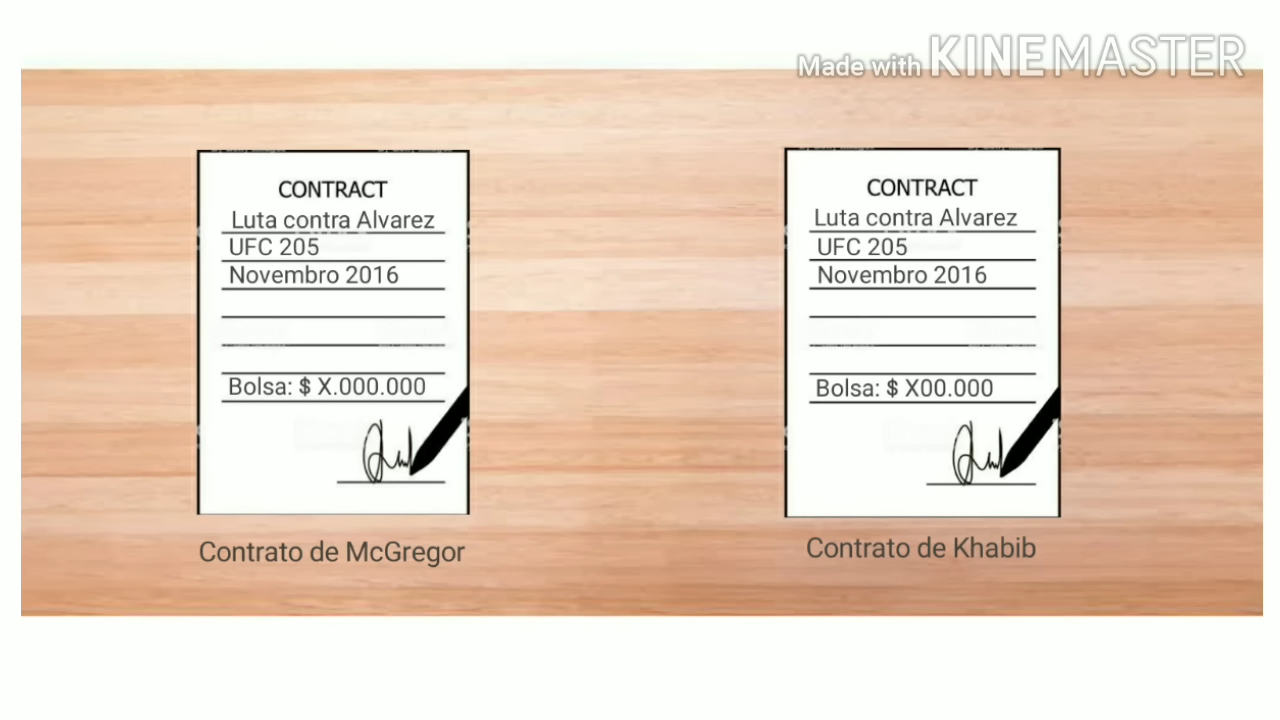 Made with KINEMASTER
CONTRACT
Luta contra Alvarez
UFC 205
Novembro 2016
Bolsa: $ X.000.000
Contrato de McGregor
CONTRACT
Luta contra Alvarez
UFC 205
Novembro 2016
Bolsa: $ X00.000
Contrato de Khabib